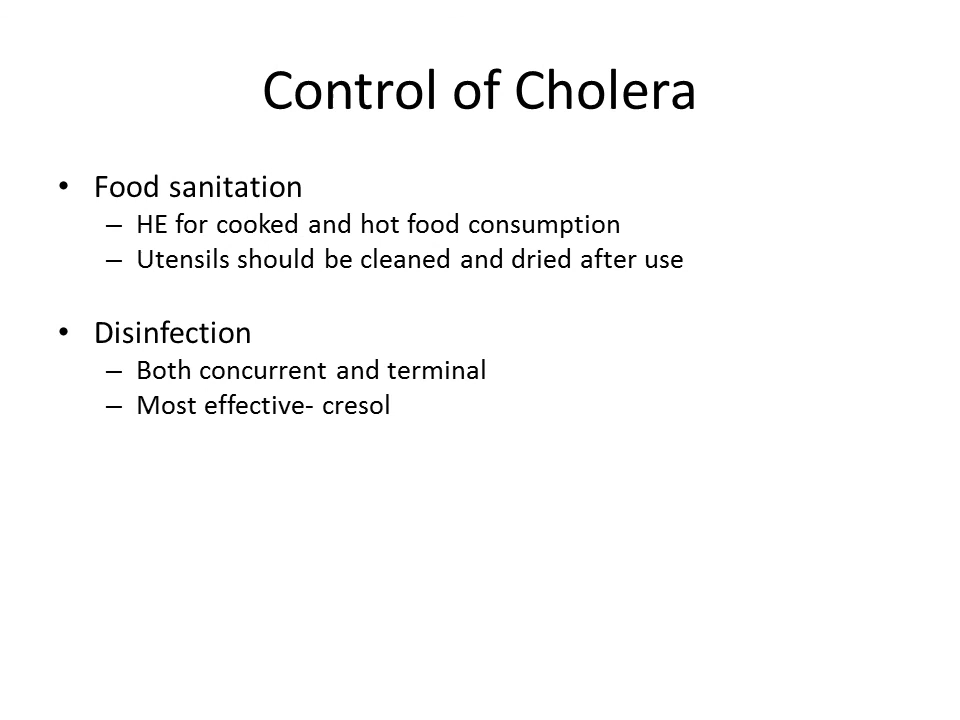 Control of Cholera
• Food sanitation
– HE for cooked and hot food consumption
– Utensils should be cleaned and dried after use
• Disinfection
– Both concurrent and terminal
– Most effective- cresol